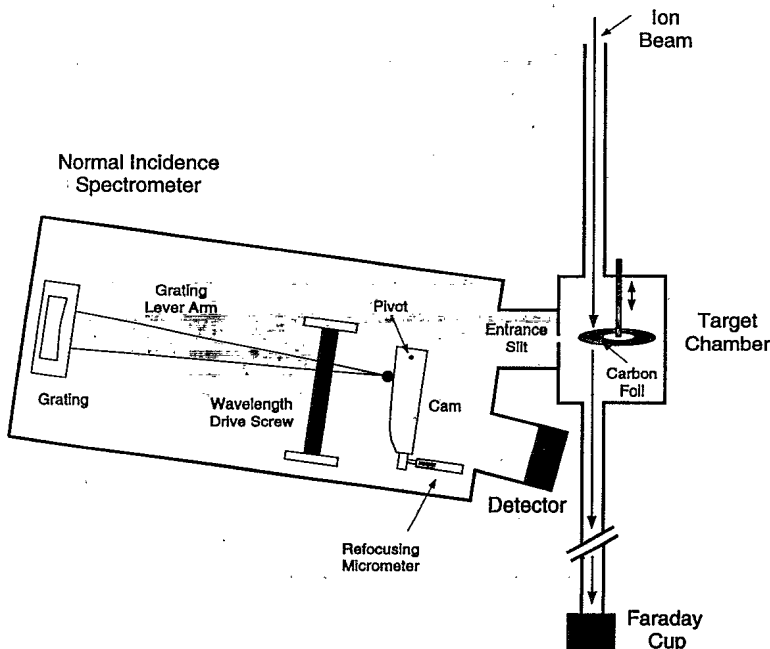 Ion
Beam
Normal Incidence
Spectrometer
Grating
Lever Arm
Pivot
Entrance
Slit
Target
Chamber
Carbon
Foil
Grating
Wavelength
Drive Screw
Cam
Detector
Refocusing
Micrometer
Faraday
Cup